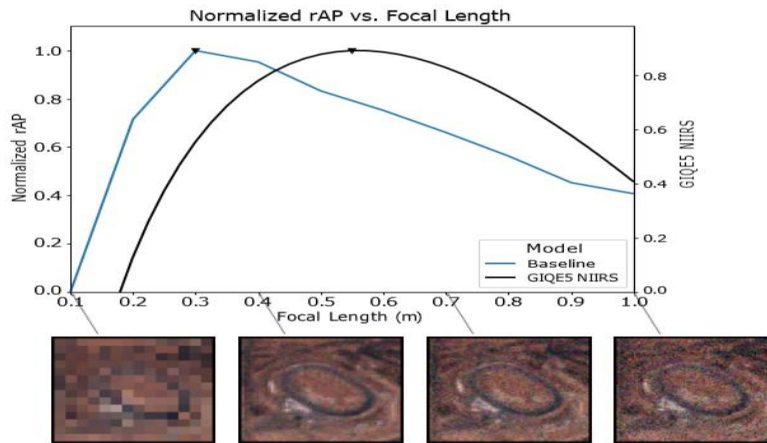 Normalized rAP vs. Focal Length
Normalized rAP
1.0
0.8
0.6
0.4
0.2
0.0
GIQE5 NIIRS
0.8
0.6
0.4
0.2
0.0
Model
Baseline
GIQE5 NIIRS
0.1 0.2 0.3 0.4 0.5 0.6 0.7 0.8 0.9 1.0
Focal Length (m)